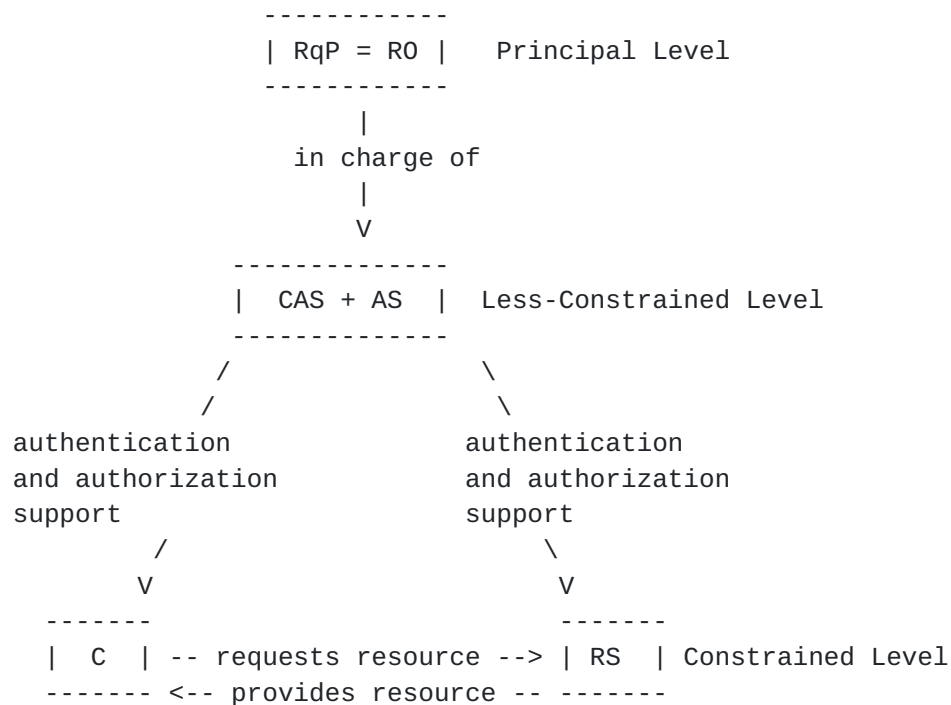 ------------
| RqP = RO |   Principal Level
------------
|
in charge of
|
V
--------------
|  CAS + AS  |  Less-Constrained Level
--------------
/                \
/                  \
authentication               authentication
and authorization            and authorization
support                      support
/                        \
V                           V
-------                          -------
|  C  | -- requests resource --> | RS  | Constrained Level
------- <-- provides resource -- -------